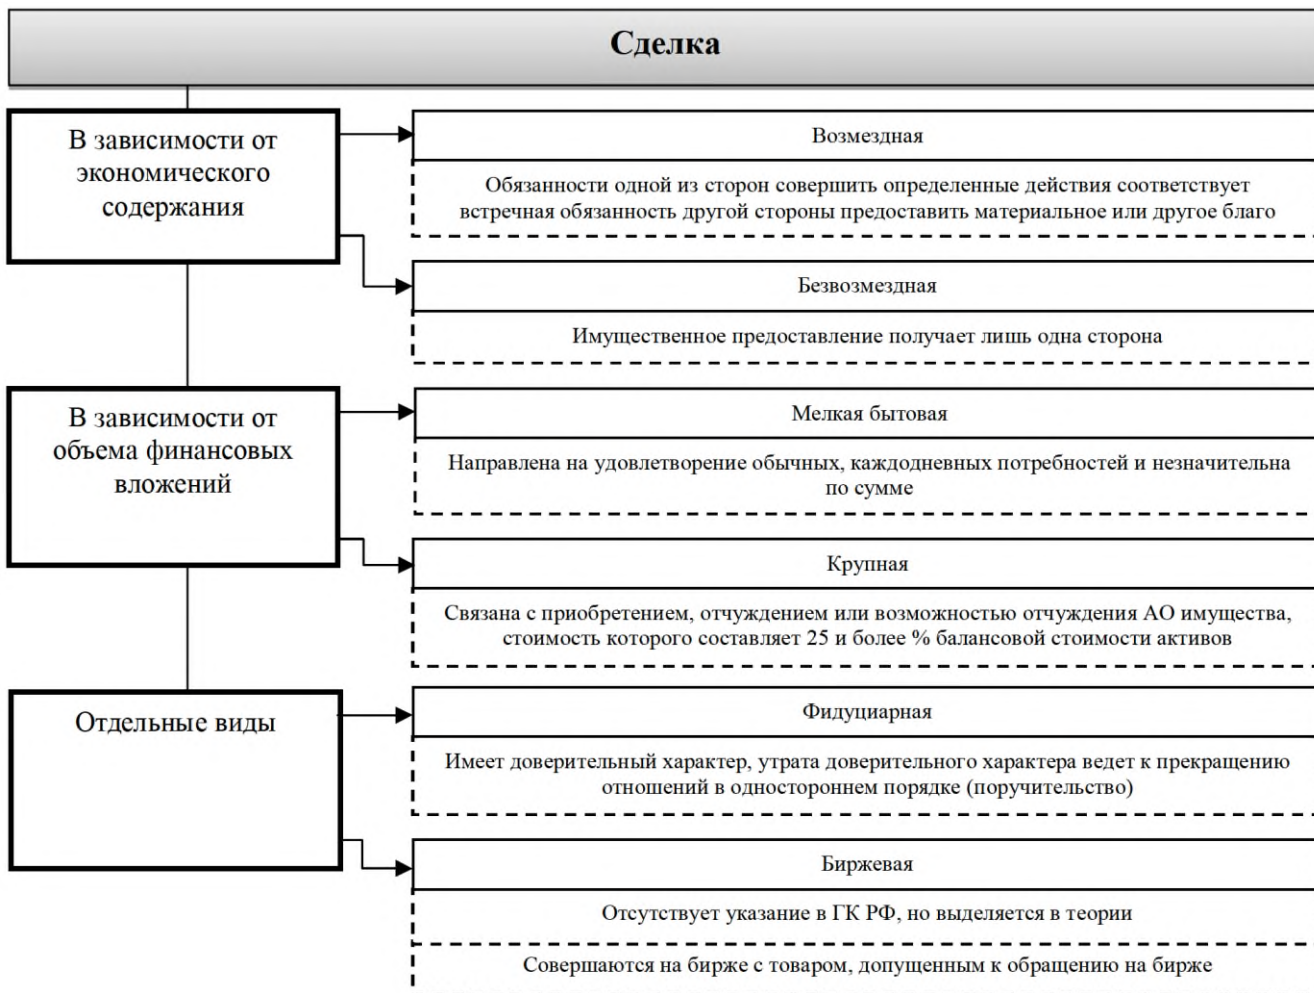 Сделка
В зависимости от
экономического
содержания
Возмездная
Обязанности одной из сторон совершить определенные действия соответствует
встречная обязанность другой стороны предоставить материальное или другое благо
Безвозмездная
Имущественное предоставление получает лишь одна сторона
В зависимости от
объема финансовых
вложений
Мелкая бытовая
Направлена на удовлетворение обычных, каждодневных потребностей и незначительна
по сумме
Крупная
Связана с приобретением, отчуждением или возможностью отчуждения АО имущества,
стоимость которого составляет 25 и более % балансовой стоимости активов
Отдельные виды
Фидуциарная
Имеет доверительный характер, утрата доверительного характера ведет к прекращению
отношений в одностороннем порядке (поручительство)
Биржевая
Отсутствует указание в ГК РФ, но выделяется в теории
Совершаются на бирже с товаром, допущенным к обращению на бирже